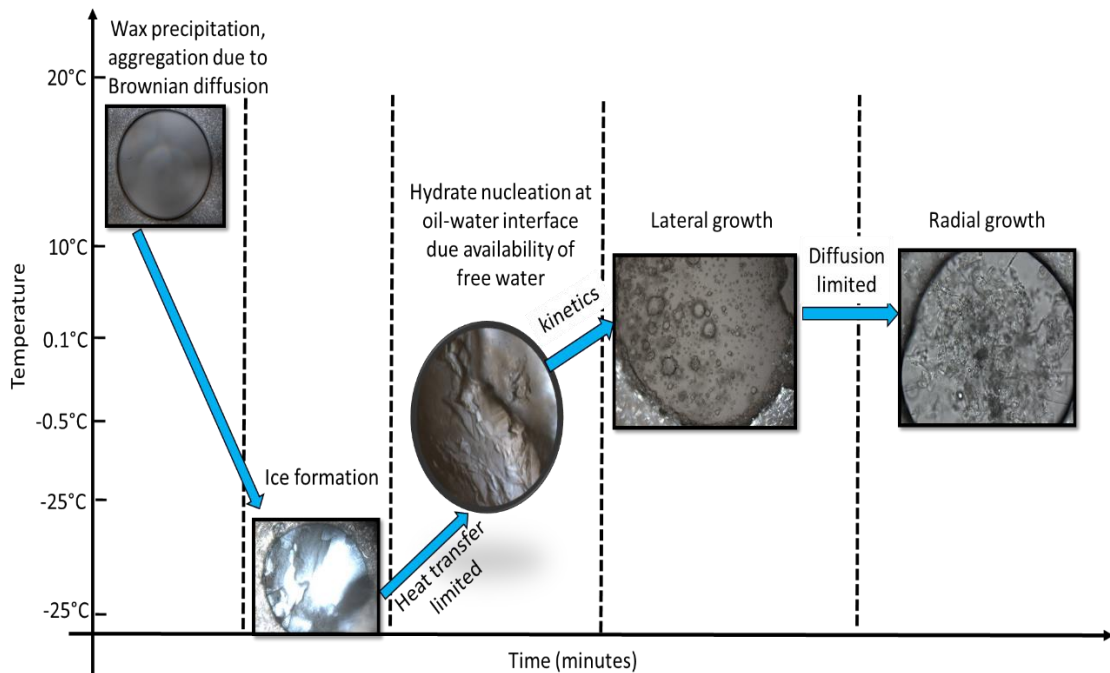 Wax precipitation,
aggregation due to
Brownian diffusion
20°C
10°C
0.1°C
-0.5°C
-25°C
-25°C
Temperature
Ice formation
Heat transfer
limited
Hydrate nucleation at
oil-water interface
due availability of
free water
kinetics
Lateral growth
Diffusion
limited
Radial growth
Time (minutes)